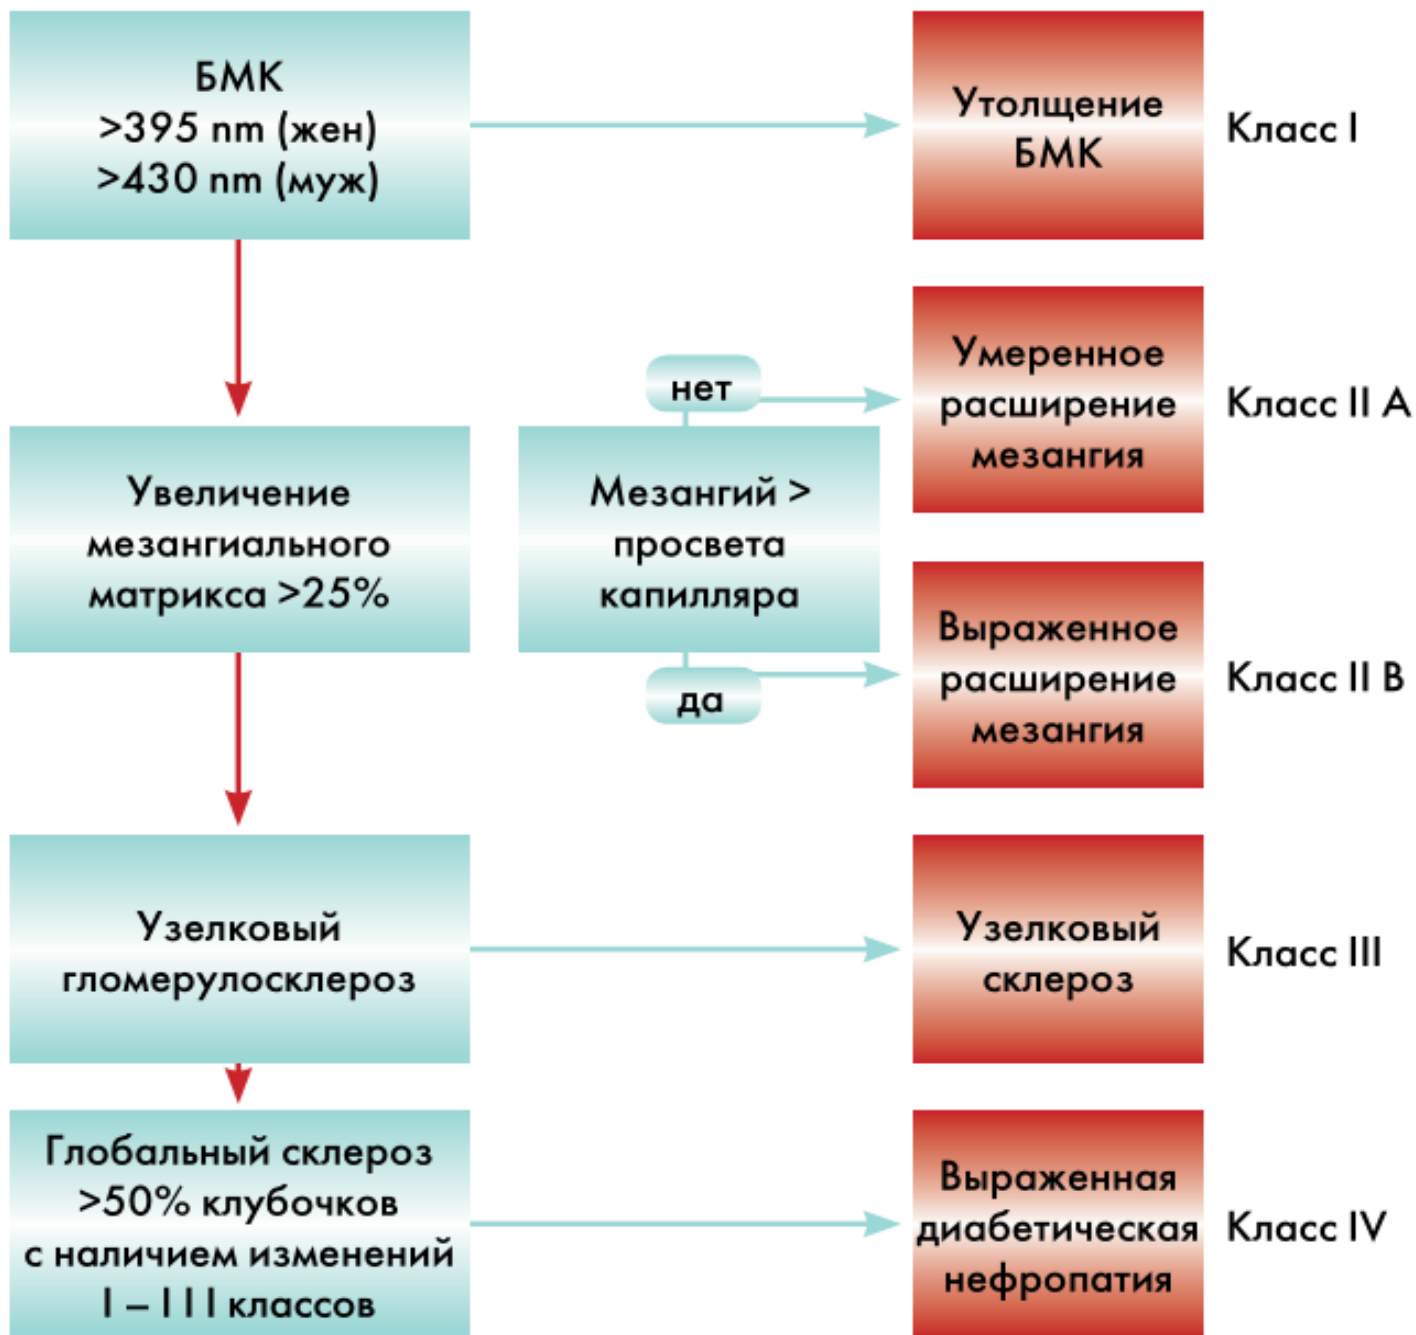 БМК
>395 nm (жен)
>430 nm (муж)
Утолщение
БМК
Класс I
нет
Умеренное
расширение
мезангия
Класс II A
Увеличение
мезангиального
матрикса >25%
Мезангий >
просвета
капилляра
да
Выраженное
расширение
мезангия
Класс II B
Узелковый
гломерулосклероз
Узелковый
склероз
Класс III
Глобальный склероз
>50% клубочков
с наличием изменений
I – I I I классов
Выраженная
диабетическая
нефропатия
Класс IV